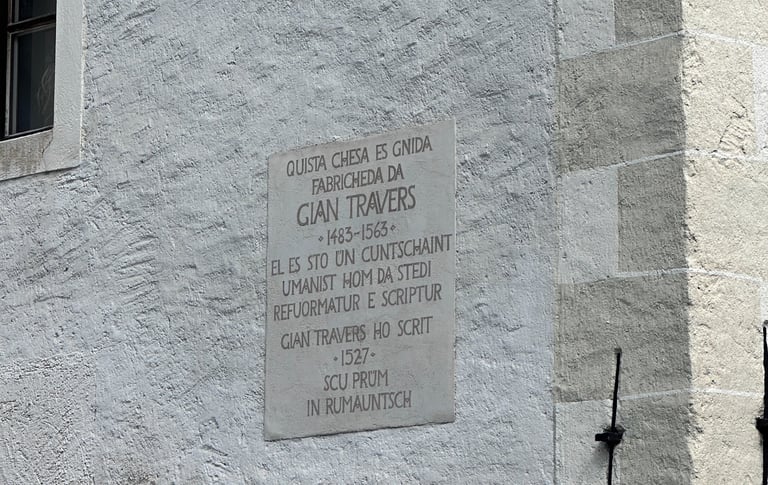 QUISTA CHESA ES GNIDA
FABRICHEDA DA
GIAN TRAVERS
·1483-1563·
EL ES STO ÜN CUNTSCHAINT
UMANIST HOM DA STEDI
REFUORMATUR E SCRIPTUR
GIAN TRAVERS HO SCRIT
·1527·
SCU PRÜM
IN RUMAUNTSCH